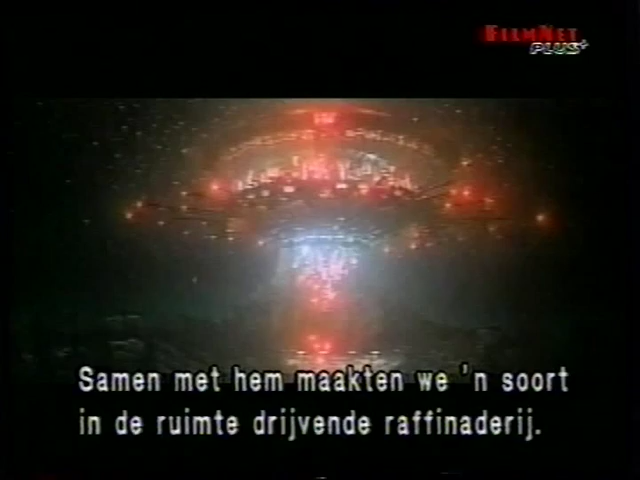 FILMNET
PLUS+
Samen met hem maakten we 'n soort
in de ruimte drijvende raffinaderij.